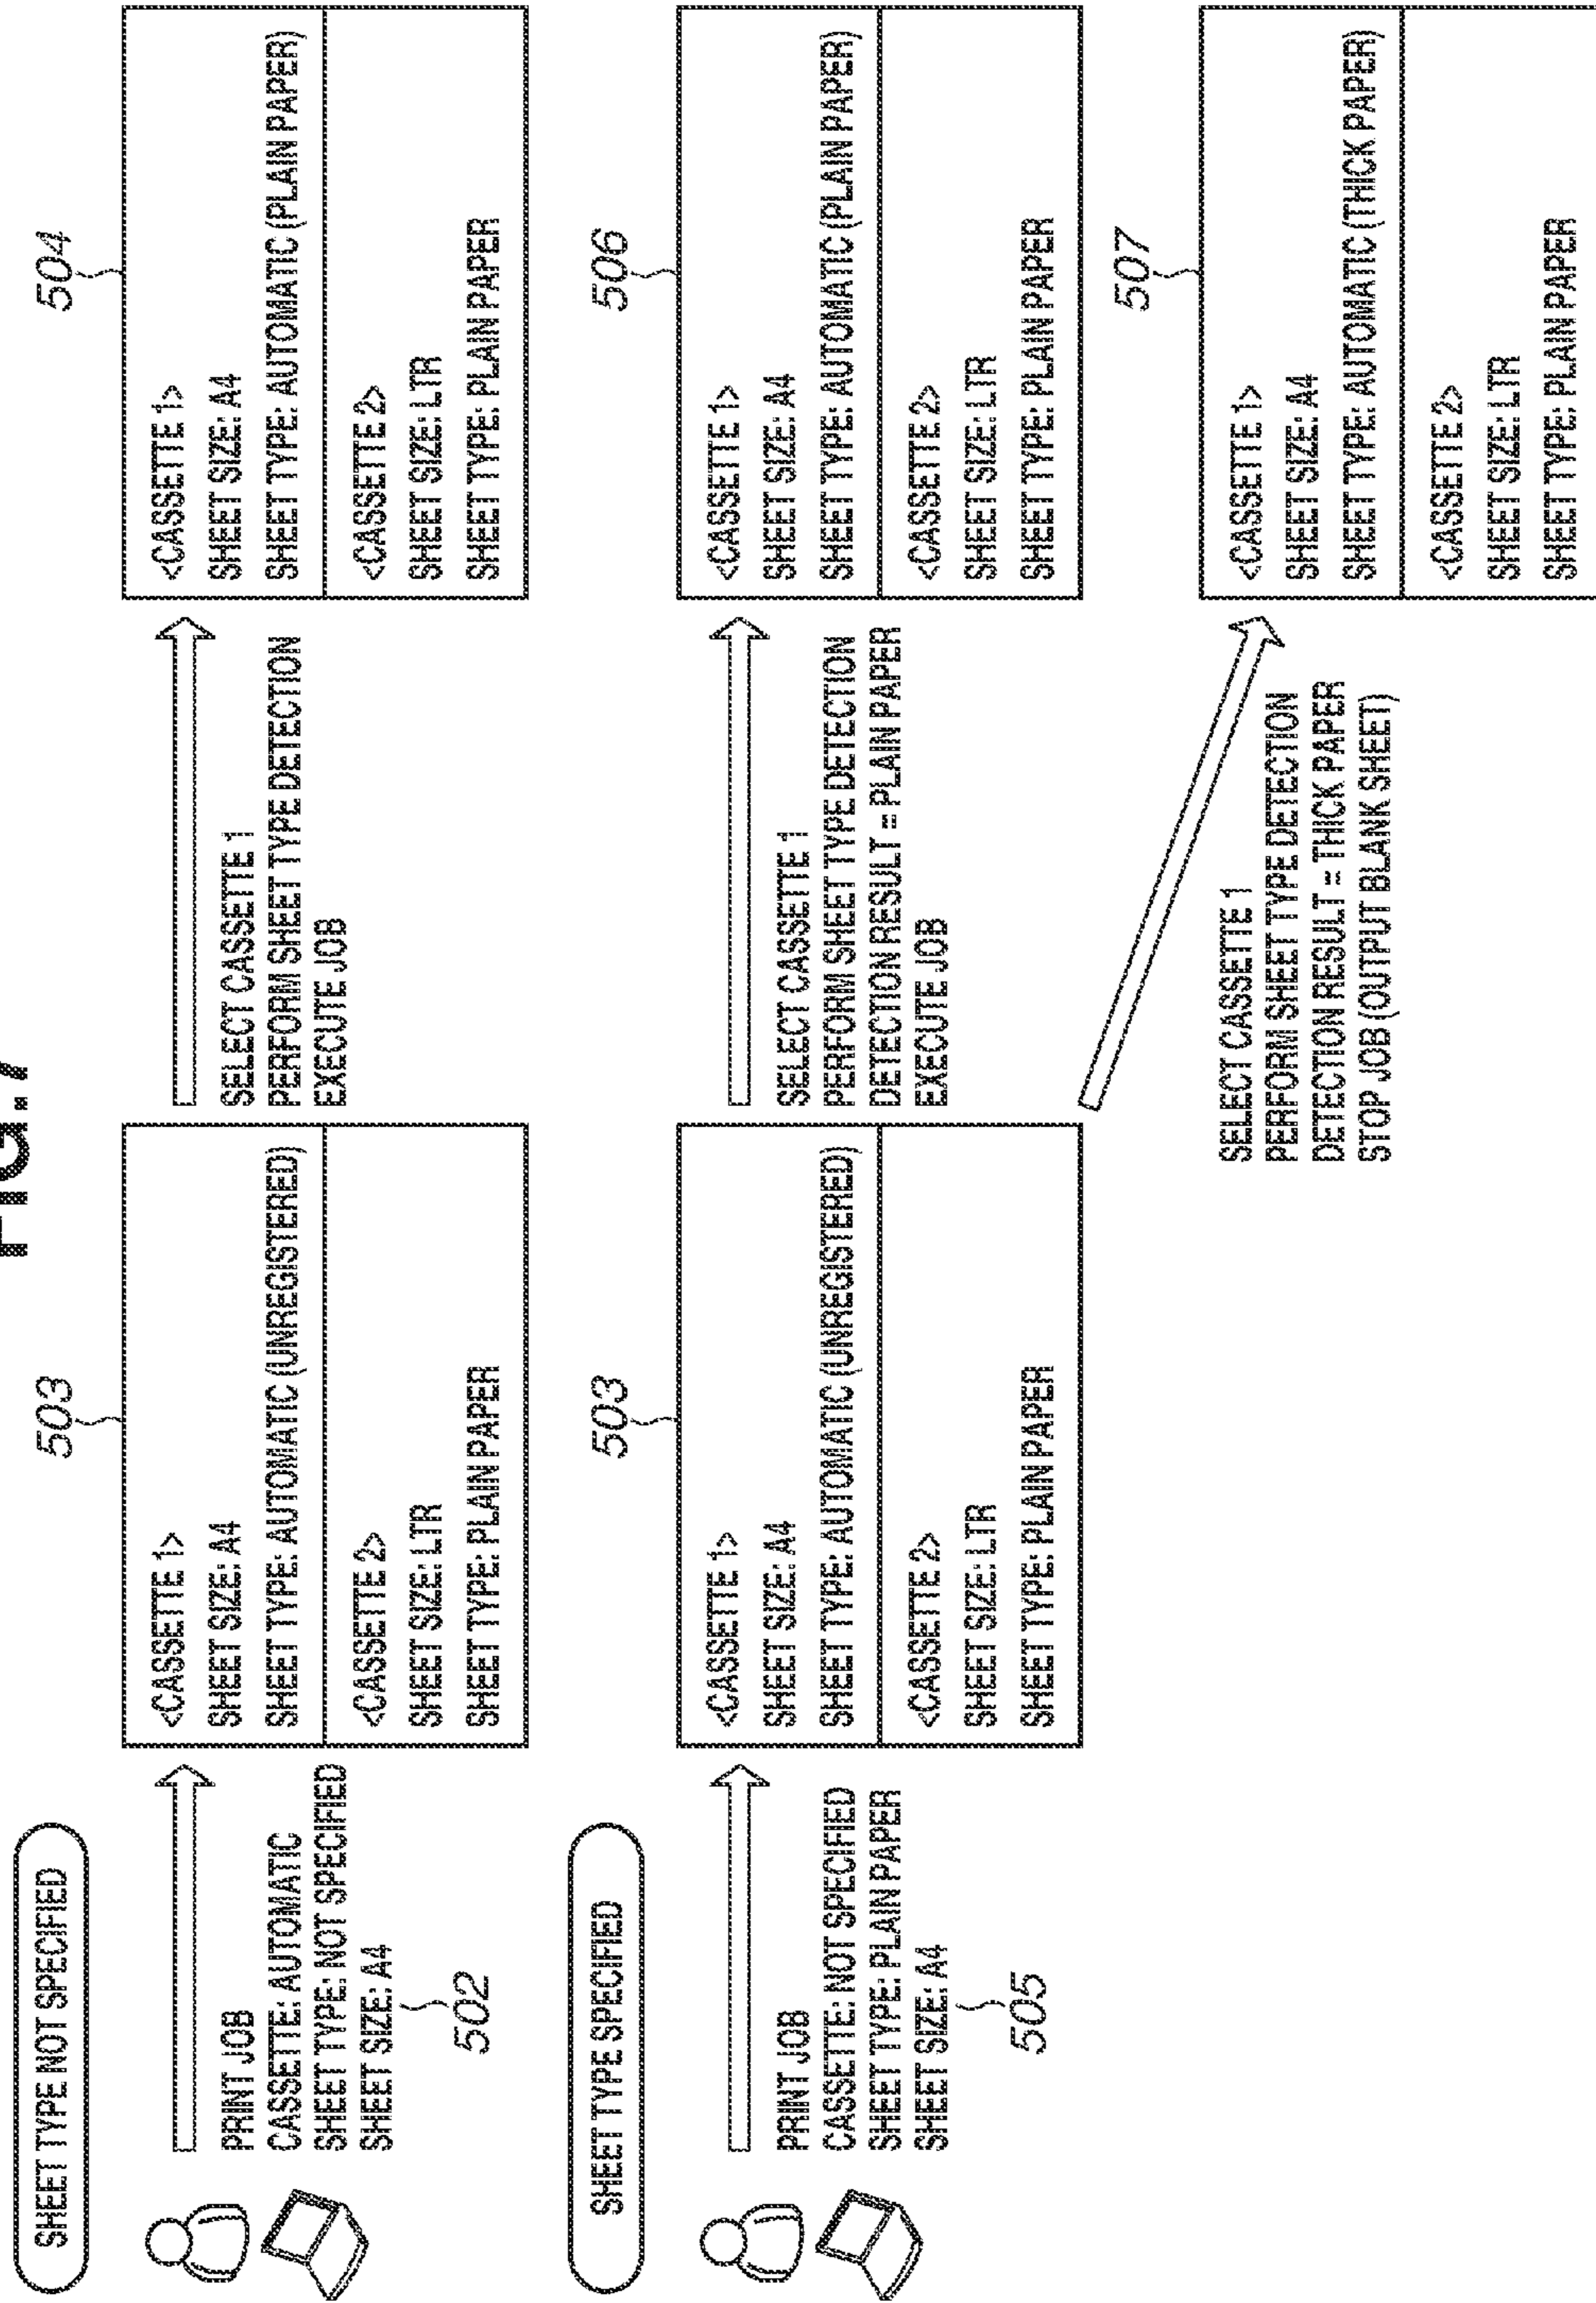 FIG.7
SHEET TYPE NOT SPECIFIED
PRINT JOB
CASSETTE: AUTOMATIC
SHEET TYPE: NOT SPECIFIED
SHEET SIZE: A4
502
503
<CASSETTE 1>
SHEET SIZE: A4
SHEET TYPE: AUTOMATIC (UNREGISTERED)
<CASSETTE 2>
SHEET SIZE: LTR
SHEET TYPE: PLAIN PAPER
SELECT CASSETTE 1
PERFORM SHEET TYPE DETECTION
EXECUTE JOB
504
<CASSETTE 1>
SHEET SIZE: A4
SHEET TYPE: AUTOMATIC (PLAIN PAPER)
<CASSETTE 2>
SHEET SIZE: LTR
SHEET TYPE: PLAIN PAPER
SHEET TYPE SPECIFIED
PRINT JOB
CASSETTE: NOT SPECIFIED
SHEET TYPE: PLAIN PAPER
SHEET SIZE: A4
505
503
<CASSETTE 1>
SHEET SIZE: A4
SHEET TYPE: AUTOMATIC (UNREGISTERED)
<CASSETTE 2>
SHEET SIZE: LTR
SHEET TYPE: PLAIN PAPER
SELECT CASSETTE 1
PERFORM SHEET TYPE DETECTION
DETECTION RESULT = PLAIN PAPER
EXECUTE JOB
506
<CASSETTE 1>
SHEET SIZE: A4
SHEET TYPE: AUTOMATIC (PLAIN PAPER)
<CASSETTE 2>
SHEET SIZE: LTR
SHEET TYPE: PLAIN PAPER
SELECT CASSETTE 1
PERFORM SHEET TYPE DETECTION
DETECTION RESULT = THICK PAPER
STOP JOB (OUTPUT BLANK SHEET)
507
<CASSETTE 1>
SHEET SIZE: A4
SHEET TYPE: AUTOMATIC (THICK PAPER)
<CASSETTE 2>
SHEET SIZE: LTR
SHEET TYPE: PLAIN PAPER